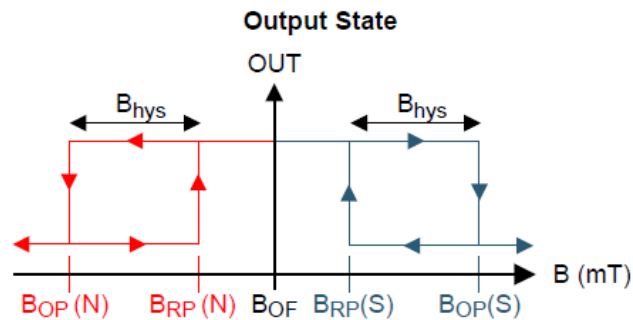 Output State
OUT
Bhys Bhys
BOP (N) BRP (N) BOF BRP(S) BOP(S) B (mT)